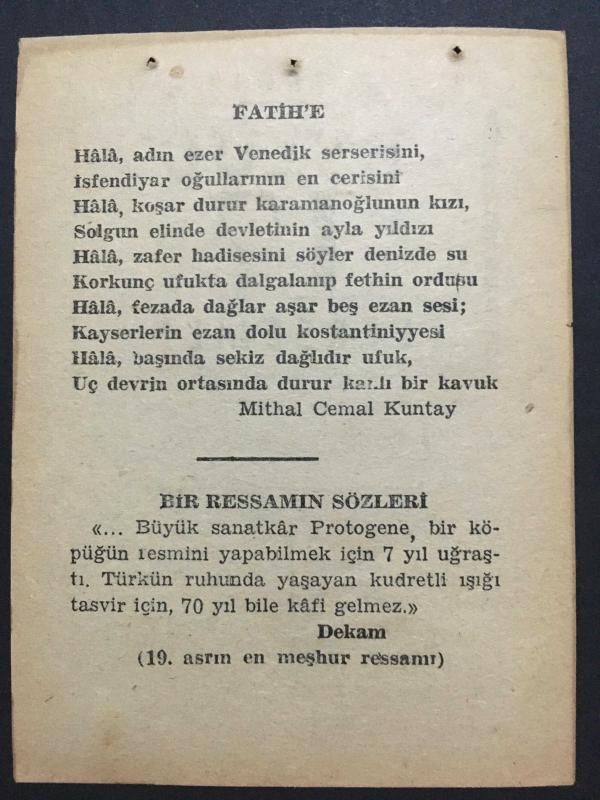 FATİH'E
Hâlâ, adın ezer Venedik serserisini,
İsfendiyar oğullarının en cerisini
Hâlâ, koşar durur karamanoğlunun kızı,
Solgun elinde devletinin ayla yıldızı
Hâlâ, zafer hadisesini söyler denizde su
Korkunç ufukta dalgalanıp fethin ordusu
Hâlâ, fezada dağlar aşar beş ezan sesi;
Kayserlerin ezan dolu kostantiniyyesi
Hâlâ, başında sekiz dağlıdır ufuk,
Uç devrin ortasında durur kanlı bir kavuk
Mithal Cemal Kuntay
BİR RESSAMIN SÖZLERİ
«... Büyük sanatkâr Protogene, bir kö-
püğün resmini yapabilmek için 7 yıl uğraş-
tı. Türkün ruhunda yaşayan kudretli ışığı
tasvir için, 70 yıl bile kâfi gelmez.»
Dekam
(19. asrın en meşhur ressamı)